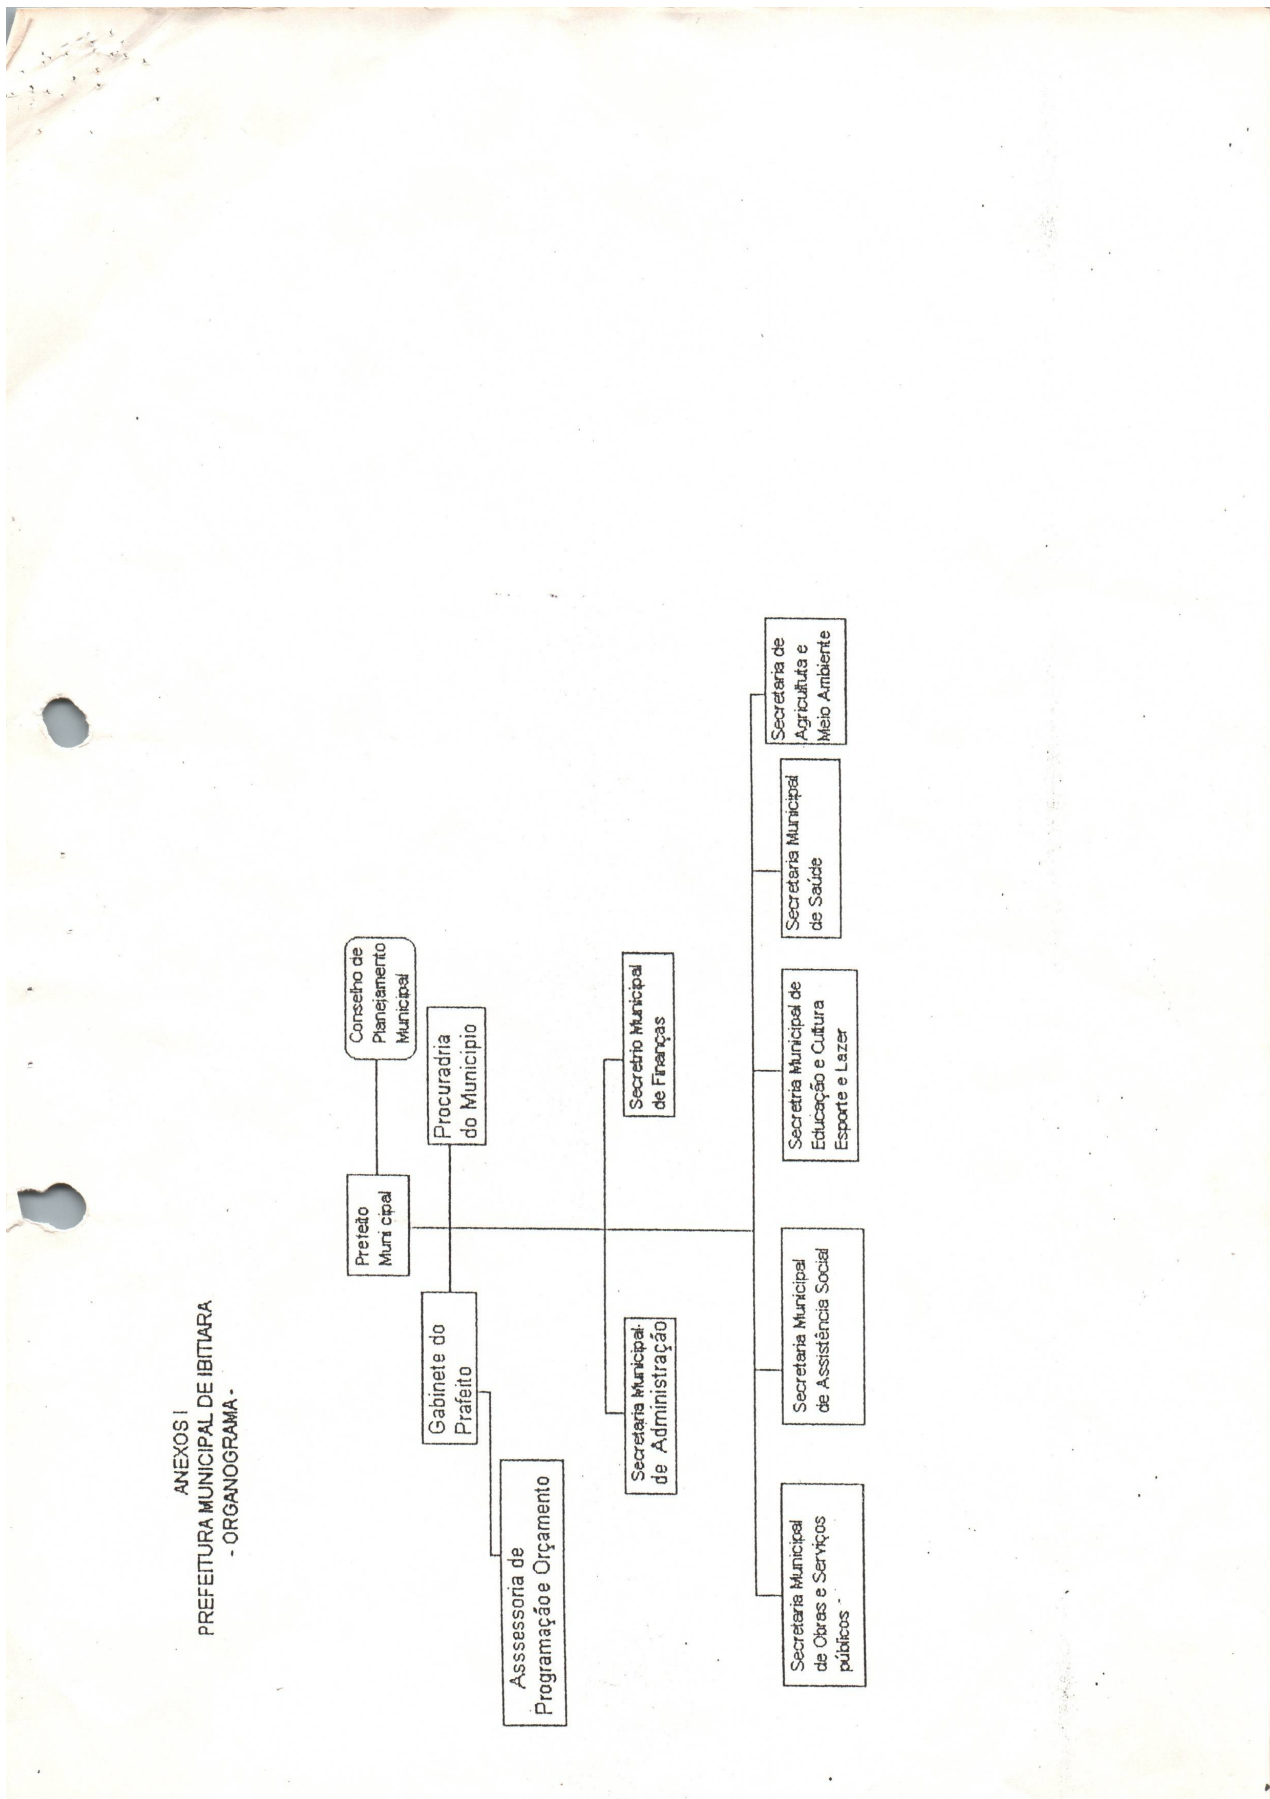 ANEXOS I
PREFEITURA MUNICIPAL DE IBITIARA
- ORGANOGRAMA -
Prefeito
Muni cipal
Conselho de
Planejamento
Municipal
Gabinete do
Prafeito
Procuradria
do Municipio
Asssessoria de
Programação e Orçamento
Secretaria Municipal-
de Administração
Secretrio Municipal
de Finanças
Secretaria Municipal
de Obras e Serviços
públicos -
Secretaria Municipal
de Assistência Social
Secretria Municipal de
Educação e Cultura
Esporte e Lazer
Secretaria Municipal
de Saúde
Secretaria de
Agricultuta e
Meio Ambiente